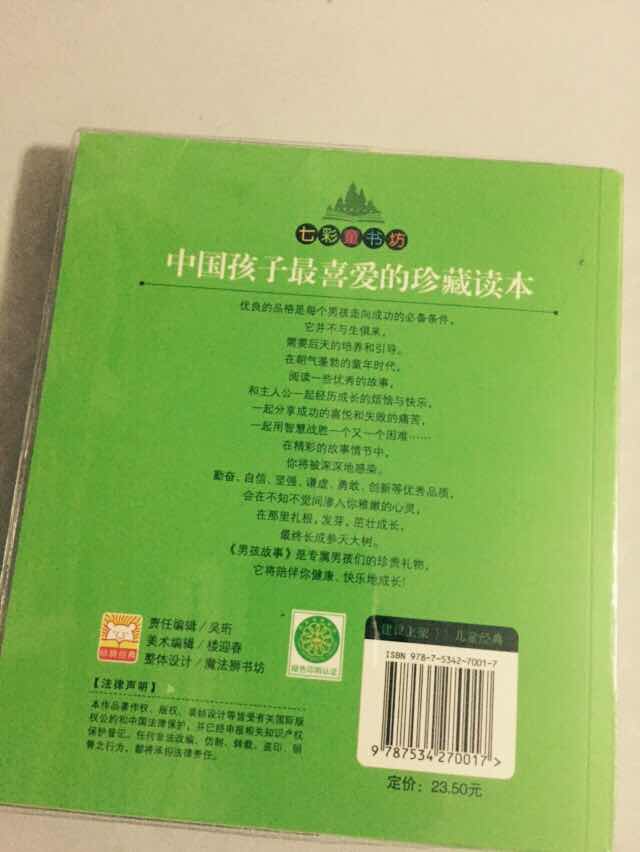 七彩童书坊
中国孩子最喜爱的珍藏读本
优良的品格是每个男孩走向成功的必备条件,
它并不与生俱来,
需要后天的培养和引导。
在朝气蓬勃的童年时代,
阅读一些优秀的故事,
和主人公一起经历成长的烦恼与快乐,
一起分享成功的喜悦和失败的痛苦,
一起用智慧战胜一个又一个困难……
在精彩的故事情节中,
你将被深深地感染。
勤奋、自信、坚强、谦虚、勇敢、创新等优秀品质,
会在不知不觉间渗入你稚嫩的心灵,
在那里扎根,发芽,茁壮成长,
最终长成参天大树。
《男孩故事》是专属男孩们的珍贵礼物,
它将陪伴你健康、快乐地成长!
责任编辑/吴珩
美术编辑/楼迎春
整体设计/魔法狮书坊
绿色印刷认证
【法律声明】
本作品著作权、版权、装帧设计等皆受有关国际版
权公约和中国法律保护,并已经申报相关知识产权
保护登记。任何非法改编、仿制、转载、盗印、销
售之行为,都将承担法律责任。
建议上架：儿童经典
ISBN 978-7-5342-7001-7
9 787534 270017 >
定价：23.50元